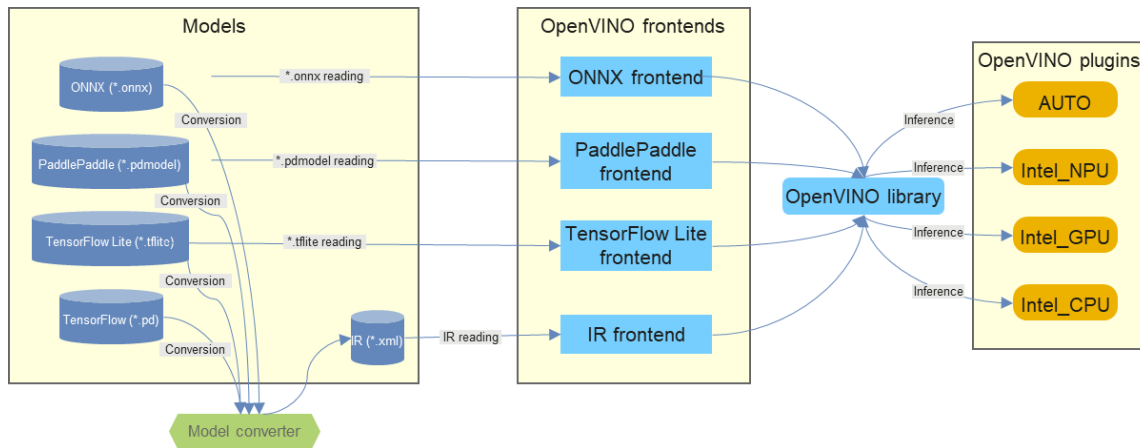 Models
OpenVINO frontends
OpenVINO plugins
ONNX (*.onnx)
*.onnx reading
ONNX frontend
AUTO
Conversion
Inference
PaddlePaddle (*.pdmodel)
*.pdmodel reading
PaddlePaddle
frontend
Inference
Intel_NPU
Conversion
OpenVINO library
TensorFlow Lite (*.tflitc)
*.tflite reading
TensorFlow Lite
frontend
Inference
Intel_GPU
Conversion
Inference
Intel_CPU
TensorFlow (*.pd)
IR (*.xml)
IR reading
IR frontend
Conversion
Model converter